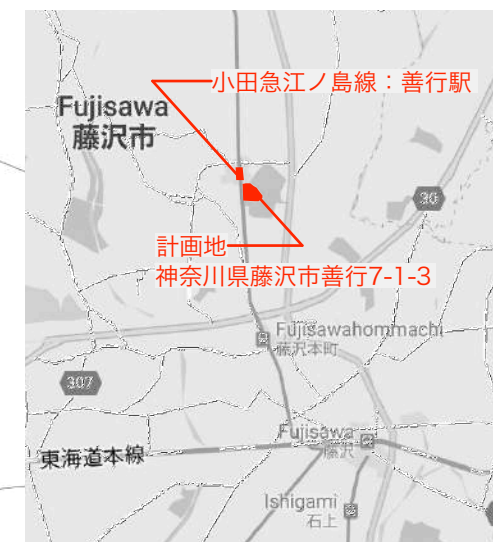 小田急江ノ島線：善行駅
Fujisawa
藤沢市
30
計画地
神奈川県藤沢市善行7-1-3
Fujisawahommachi
藤沢本町
307
Fujisawa
藤沢
東海道本線
Ishigami
石上